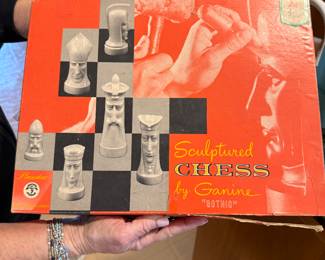 Sculptured
CHESS
by Ganine
"GOTHIC"